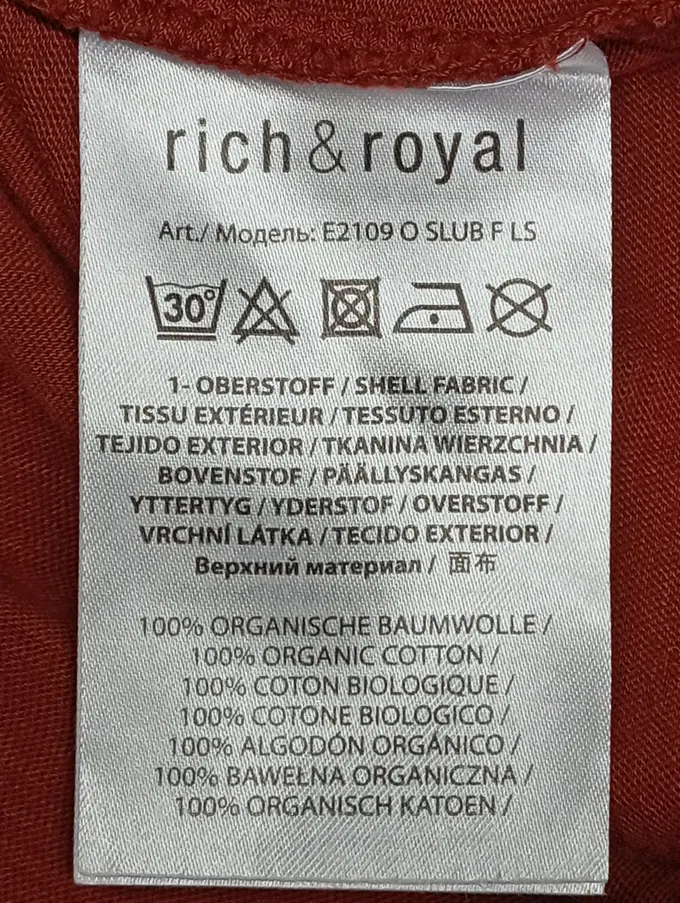 rich&royal
Art./ Модель: E2109 O SLUB F LS
30°
1- OBERSTOFF / SHELL FABRIC /
TISSU EXTÉRIEUR / TESSUTO ESTERNO /
TEJIDO EXTERIOR / TKANINA WIERZCHNIA /
BOVENSTOF / PÄÄLLYSKANGAS /
YTTERTYG / YDERSTOF / OVERSTOFF /
VRCHNÍ LÁTKA / TECIDO EXTERIOR /
Верхний материал / 面布
100% ORGANISCHE BAUMWOLLE /
100% ORGANIC COTTON /
100% COTON BIOLOGIQUE /
100% COTONE BIOLOGICO /
100% ALGODÓN ORGÁNICO /
100% BAWEŁNA ORGANICZNA /
100% ORGANISCH KATOEN /